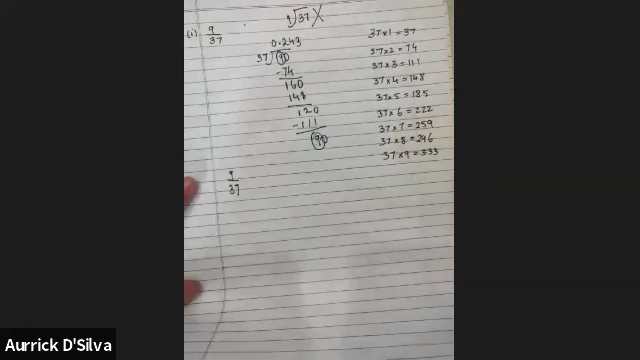 (i) 9/37
9√37 X
0.243
37√90
-74
160
148
120
-111
90
9/37
37×1 = 37
37×2 = 74
37×3 = 111
37×4 = 148
37×5 = 185
37×6 = 222
37×7 = 259
37×8 = 296
37×9 = 333
Aurrick D'Silva